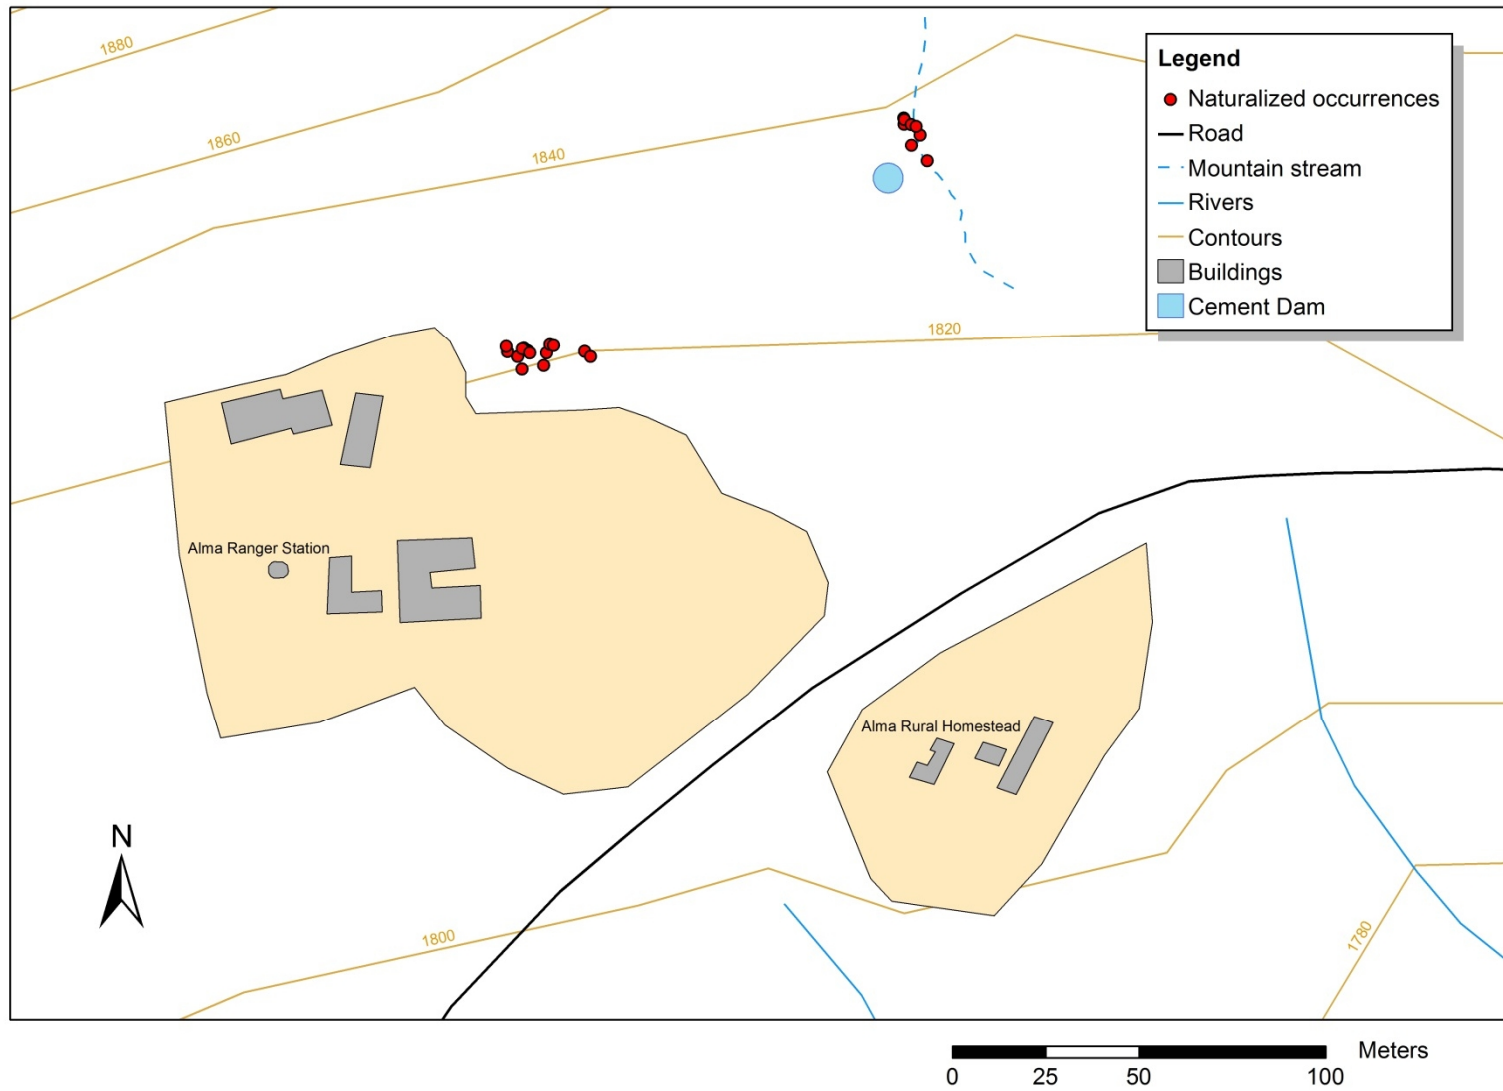 1880
1860
1840
Legend
Naturalized occurrences
Road
Mountain stream
Rivers
Contours
Buildings
Cement Dam
1820
Alma Ranger Station
Alma Rural Homestead
N
1800
1780
Meters
0 25 50 100